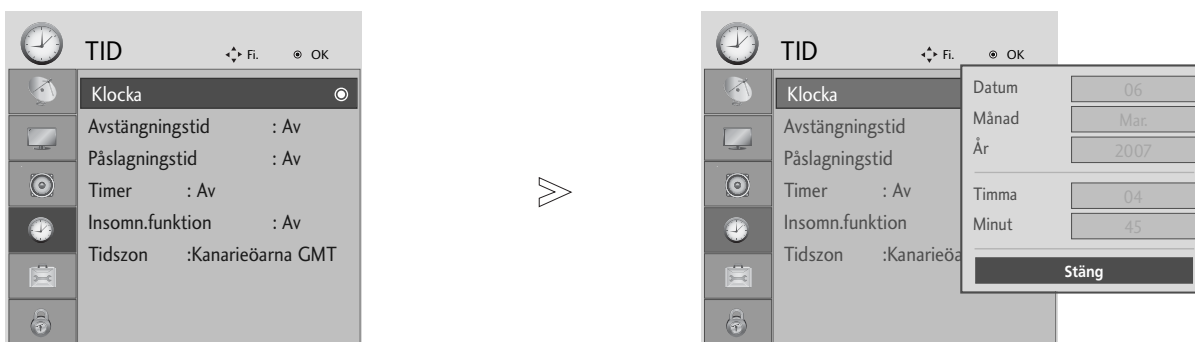 TID Fi. OK
Klocka
Avstängningstid : Av
Påslagningstid : Av
Timer : Av
Insomn.funktion : Av
Tidszon :Kanarieöarna GMT
TID Fi. OK
Klocka
Avstängningstid
Påslagningstid
Timer : Av
Insomn.funktion
Tidszon :Kanarieöa
Datum 06
Månad Mar.
År 2007
Timma 04
Minut 45
Stäng